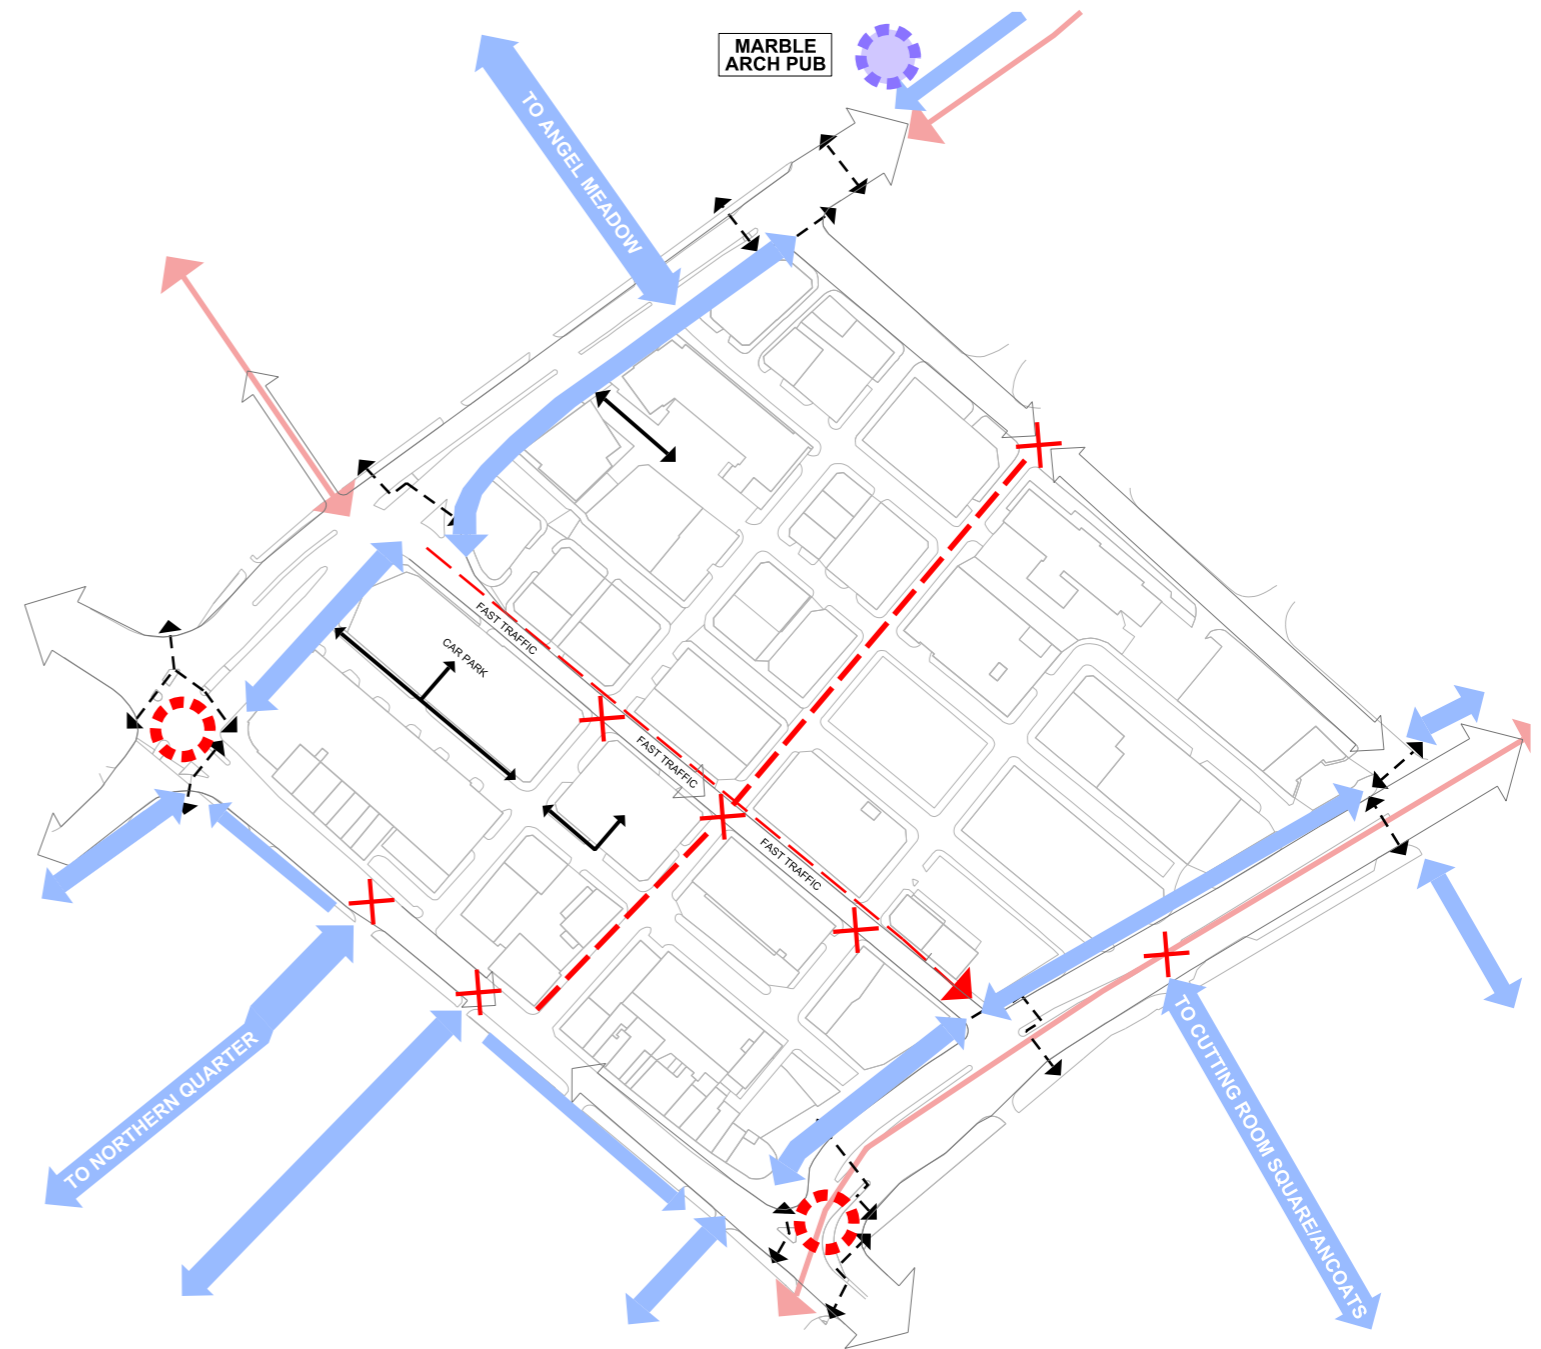 MARBLE
ARCH PUB
TO ANGEL MEADOW
FAST TRAFFIC
CAR PARK
FAST TRAFFIC
FAST TRAFFIC
TO NORTHERN QUARTER
TO CUTTING ROOM SQUARE/ANCOATS